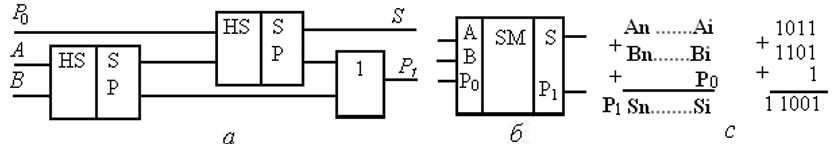 P₀ HS S S
P
A HS S 1 P₁
B P
а
A SM S
B
P₀ P₁
б
An.......Ai
+ Bn.......Bi
+ P₀
P₁ Sn.......Si
с
1011
+ 1101
+ 1
1 1001